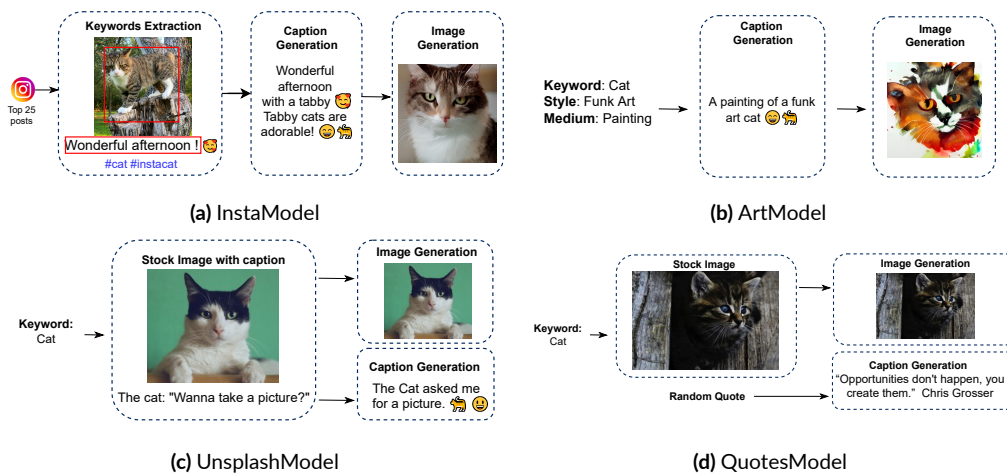 Keywords Extraction
Top 25
posts
Wonderful afternoon ! 🥰
#cat #instacat
Caption
Generation
Wonderful
afternoon
with a tabby 🥰
Tabby cats are
adorable! 😄🐈
Image
Generation
(a) InstaModel
Keyword: Cat
Style: Funk Art
Medium: Painting
Caption
Generation
A painting of a funk
art cat 😄🐈
Image
Generation
(b) ArtModel
Keyword:
Cat
Stock Image with caption
The cat: "Wanna take a picture?"
Image Generation
Caption Generation
The Cat asked me
for a picture. 🐈 😃
(c) UnsplashModel
Keyword:
Cat
Stock Image
Random Quote
Image Generation
Caption Generation
“Opportunities don't happen, you
create them.” Chris Grosser
(d) QuotesModel